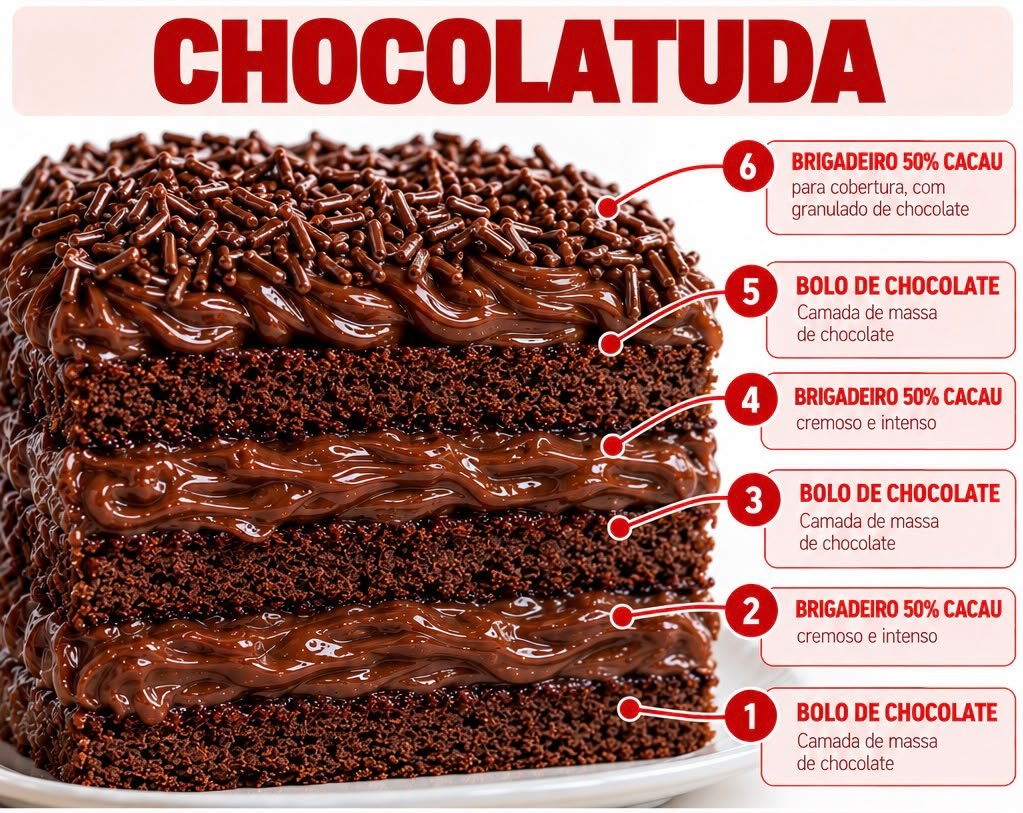 CHOCOLATUDA
6
BRIGADEIRO 50% CACAU
para cobertura, com
granulado de chocolate
5
BOLO DE CHOCOLATE
Camada de massa
de chocolate
4
BRIGADEIRO 50% CACAU
cremoso e intenso
3
BOLO DE CHOCOLATE
Camada de massa
de chocolate
2
BRIGADEIRO 50% CACAU
cremoso e intenso
1
BOLO DE CHOCOLATE
Camada de massa
de chocolate